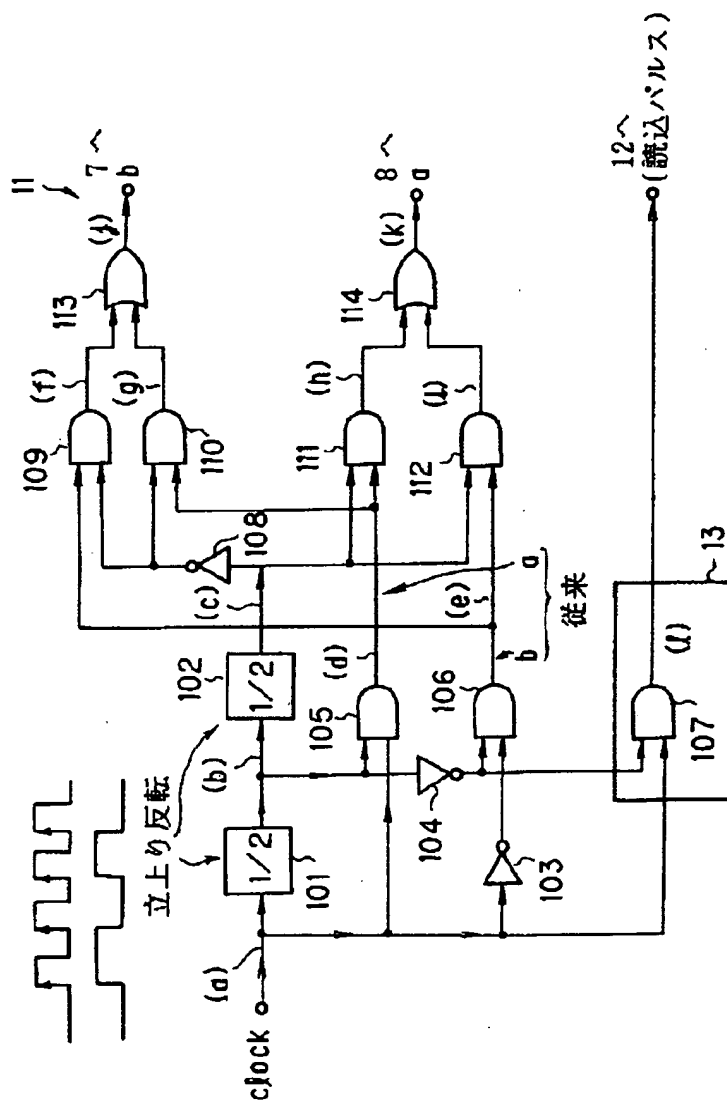 11
7へ
b
(j)
113
(f)
(g)
109
110
8へ
a
(k)
114
(h)
(i)
111
112
12へ
(読込パルス)
108
(c)
(d)
(e)
a
b
従来
13
(l)
102
1/2
105
106
107
立上り反転
(b)
104
1/2
101
103
(a)
clock